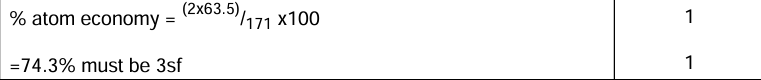 % atom economy = (2x63.5)/171 x100 1
=74.3% must be 3sf 1